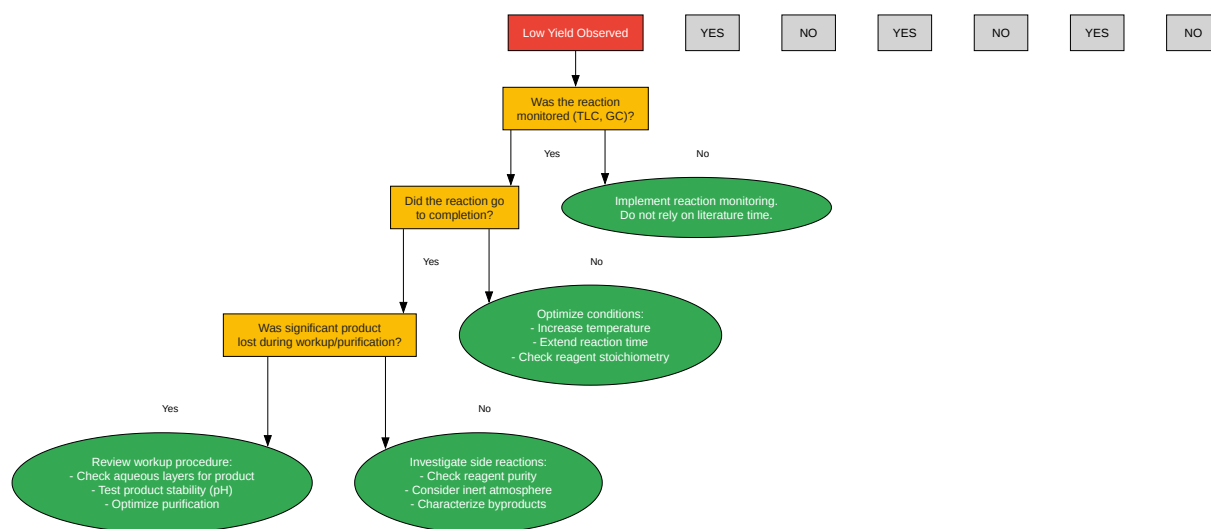 Low Yield Observed
YES
NO
YES
NO
YES
NO
Was the reaction
monitored (TLC, GC)?
Yes
No
Did the reaction go
to completion?
Implement reaction monitoring.
Do not rely on literature time.
Yes
No
Was significant product
lost during workup/purification?
Optimize conditions:
- Increase temperature
- Extend reaction time
- Check reagent stoichiometry
Yes
No
Review workup procedure:
- Check aqueous layers for product
- Test product stability (pH)
- Optimize purification
Investigate side reactions:
- Check reagent purity
- Consider inert atmosphere
- Characterize byproducts